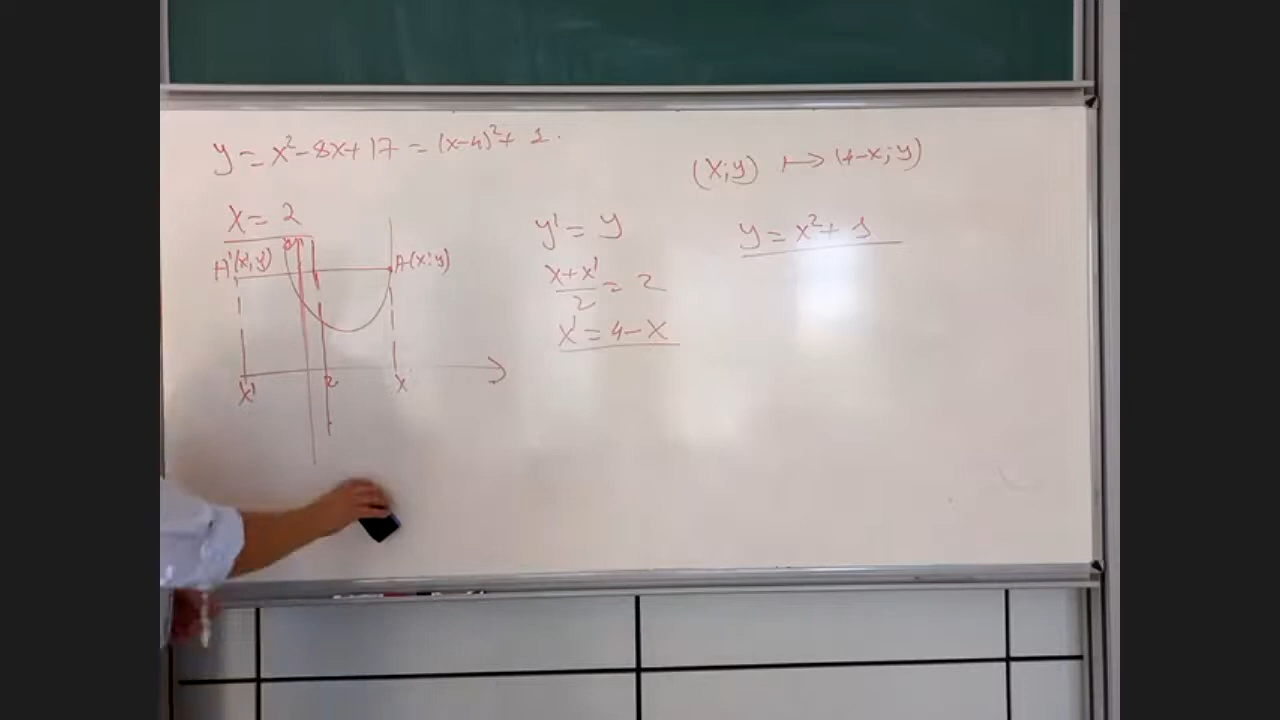 y = x² - 8x + 17 = (x-4)² + 1.
(x;y) ↦ (4-x; y)
x = 2
y' = y
y = x² + 1
A'(x';y')
A(x;y)
x+x'/2 = 2
x' = 4 - x
x'
2
x